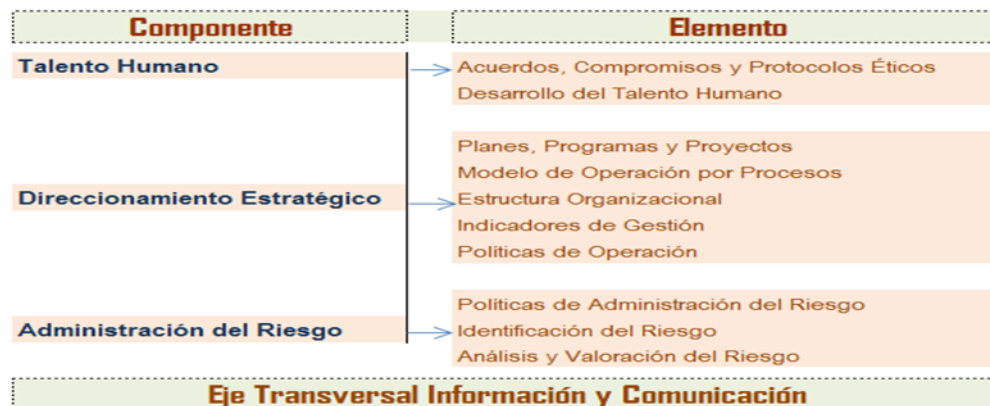 Componente
Elemento
Talento Humano
Acuerdos, Compromisos y Protocolos Éticos
Desarrollo del Talento Humano
Direccionamiento Estratégico
Planes, Programas y Proyectos
Modelo de Operación por Procesos
Estructura Organizacional
Indicadores de Gestión
Políticas de Operación
Administración del Riesgo
Políticas de Administración del Riesgo
Identificación del Riesgo
Análisis y Valoración del Riesgo
Eje Transversal Información y Comunicación